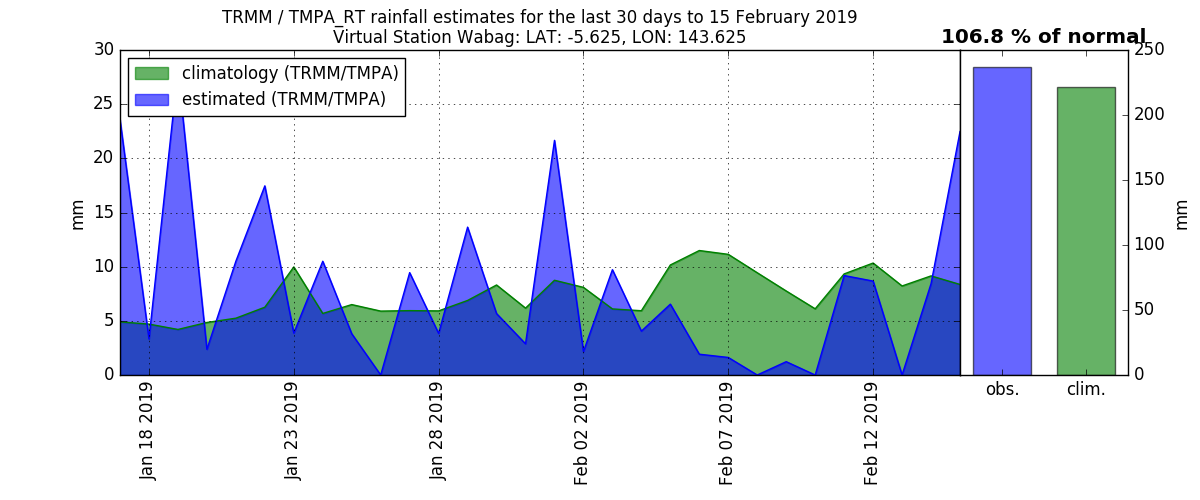 TRMM / TMPA_RT rainfall estimates for the last 30 days to 15 February 2019
Virtual Station Wabag: LAT: -5.625, LON: 143.625
106.8 % of normal
climatology (TRMM/TMPA)
estimated (TRMM/TMPA)
30
25
20
15
10
5
0
mm
Jan 18 2019
Jan 23 2019
Jan 28 2019
Feb 02 2019
Feb 07 2019
Feb 12 2019
250
200
150
100
50
0
mm
obs.
clim.